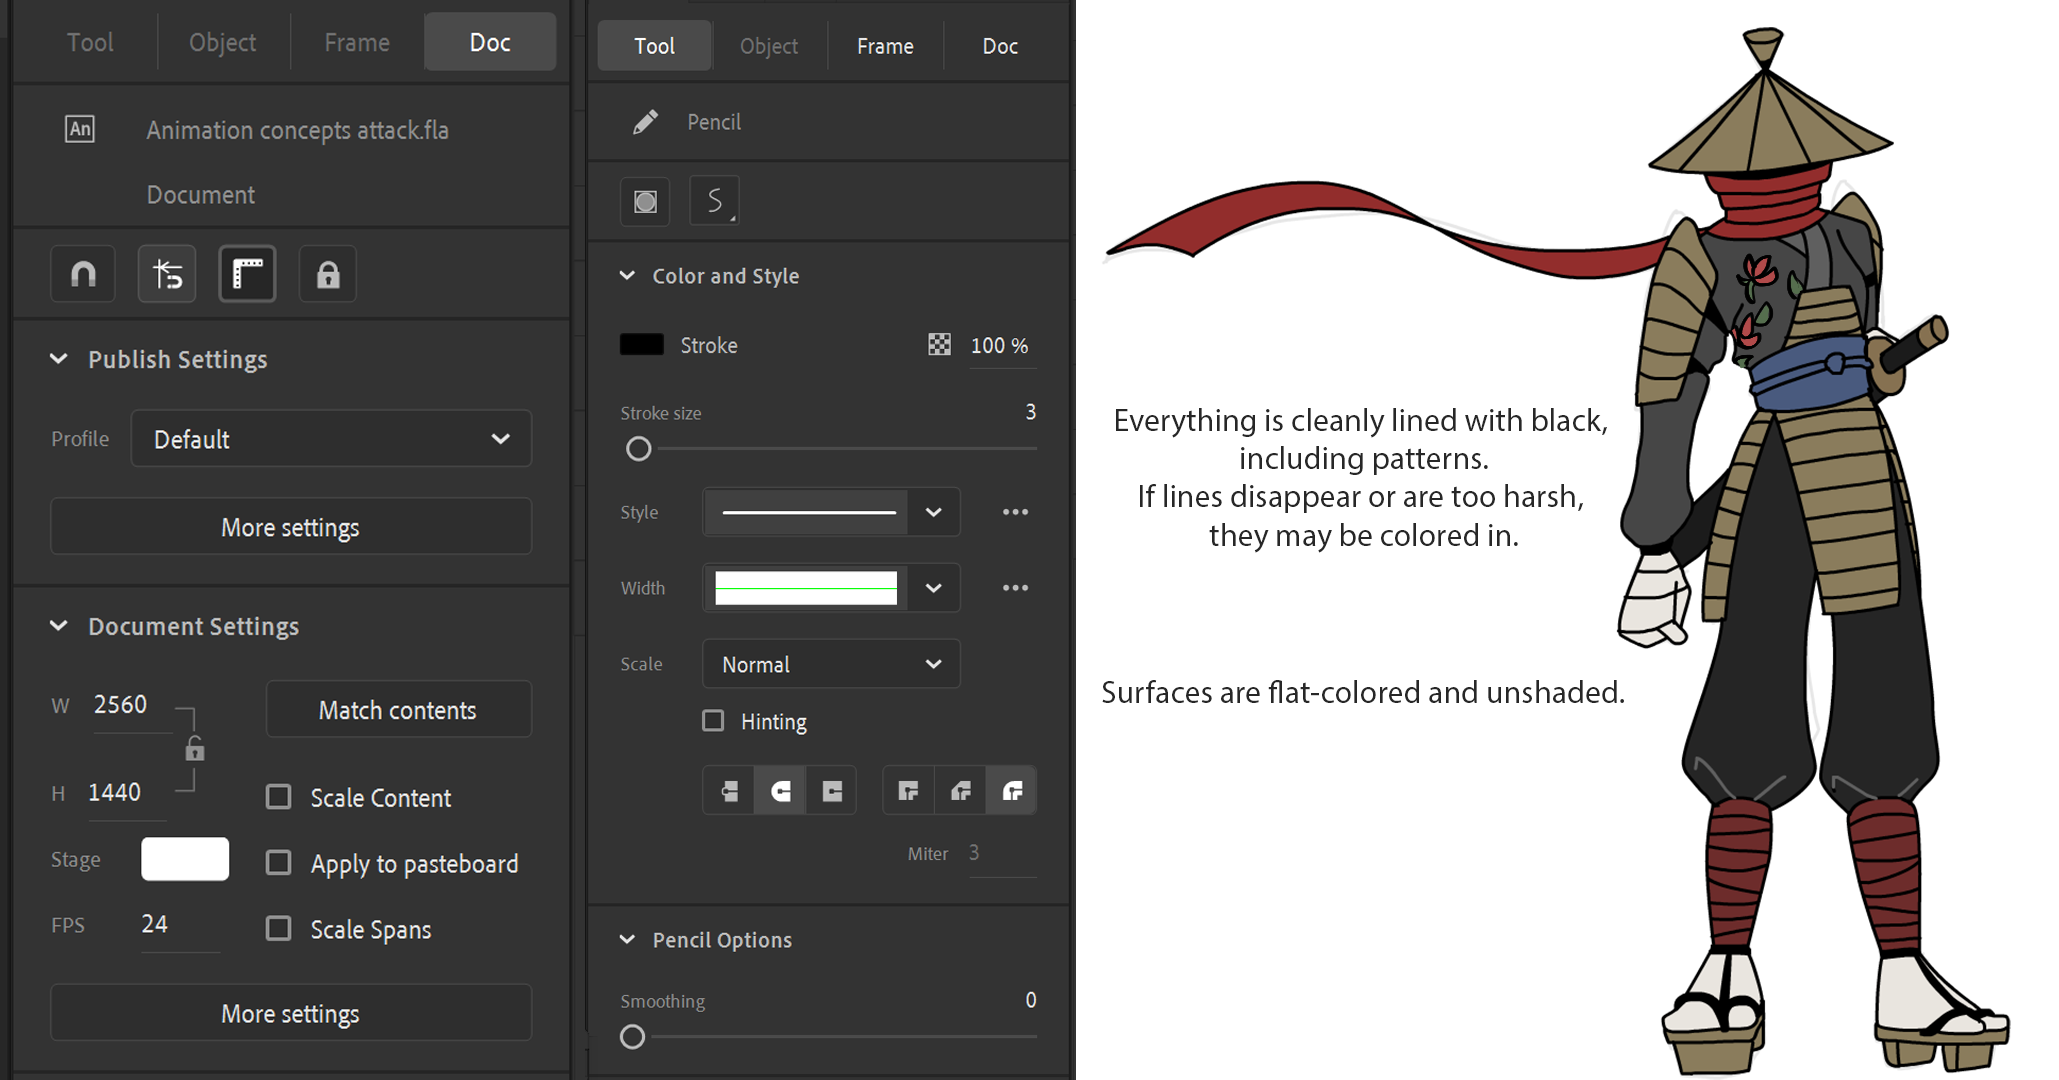 Tool Object Frame Doc
An Animation concepts attack.fla
Document
Publish Settings
Profile Default
More settings
Document Settings
W 2560 Match contents
H 1440 Scale Content
Stage Apply to pasteboard
FPS 24 Scale Spans
More settings
Tool Object Frame Doc
Pencil
Color and Style
Stroke 100 %
Stroke size 3
Style
Width
Scale Normal
Hinting
Miter 3
Pencil Options
Smoothing 0
Everything is cleanly lined with black,
including patterns.
If lines disappear or are too harsh,
they may be colored in.
Surfaces are flat-colored and unshaded.